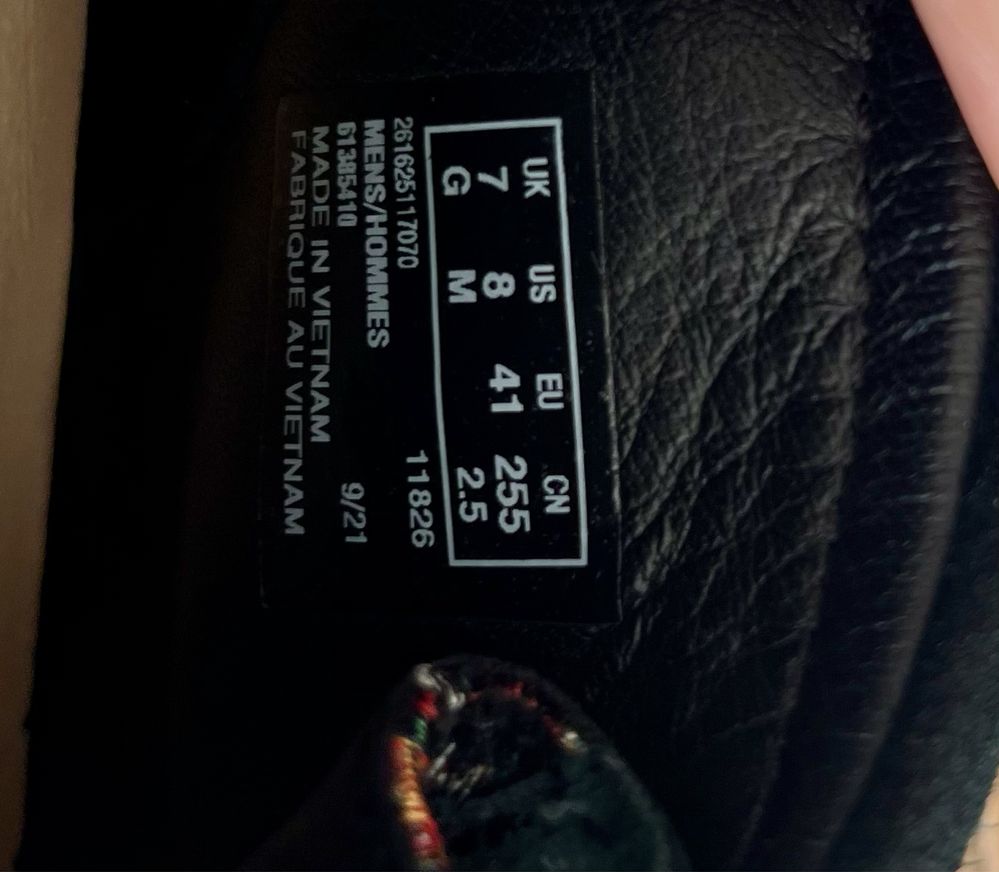 UK US EU CN
7 8 41 255
G M 2.5
261625117070 11826
MENS/HOMMES
61385410 9/21
MADE IN VIETNAM
FABRIQUE AU VIETNAM